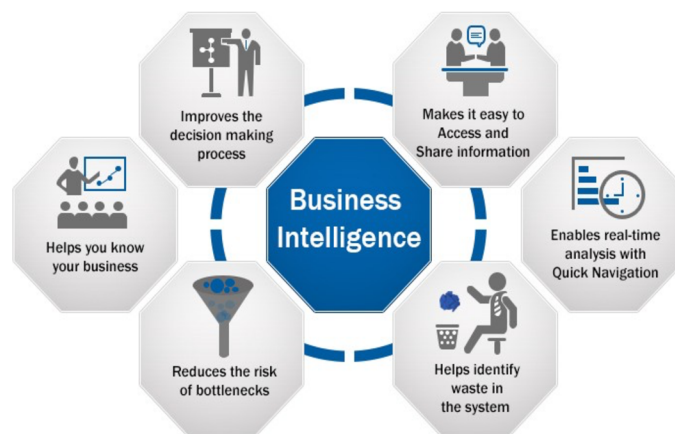 Improves the
decision making
process
Makes it easy to
Access and
Share information
Helps you know
your business
Business
Intelligence
Enables real-time
analysis with
Quick Navigation
Reduces the risk
of bottlenecks
Helps identify
waste in
the system